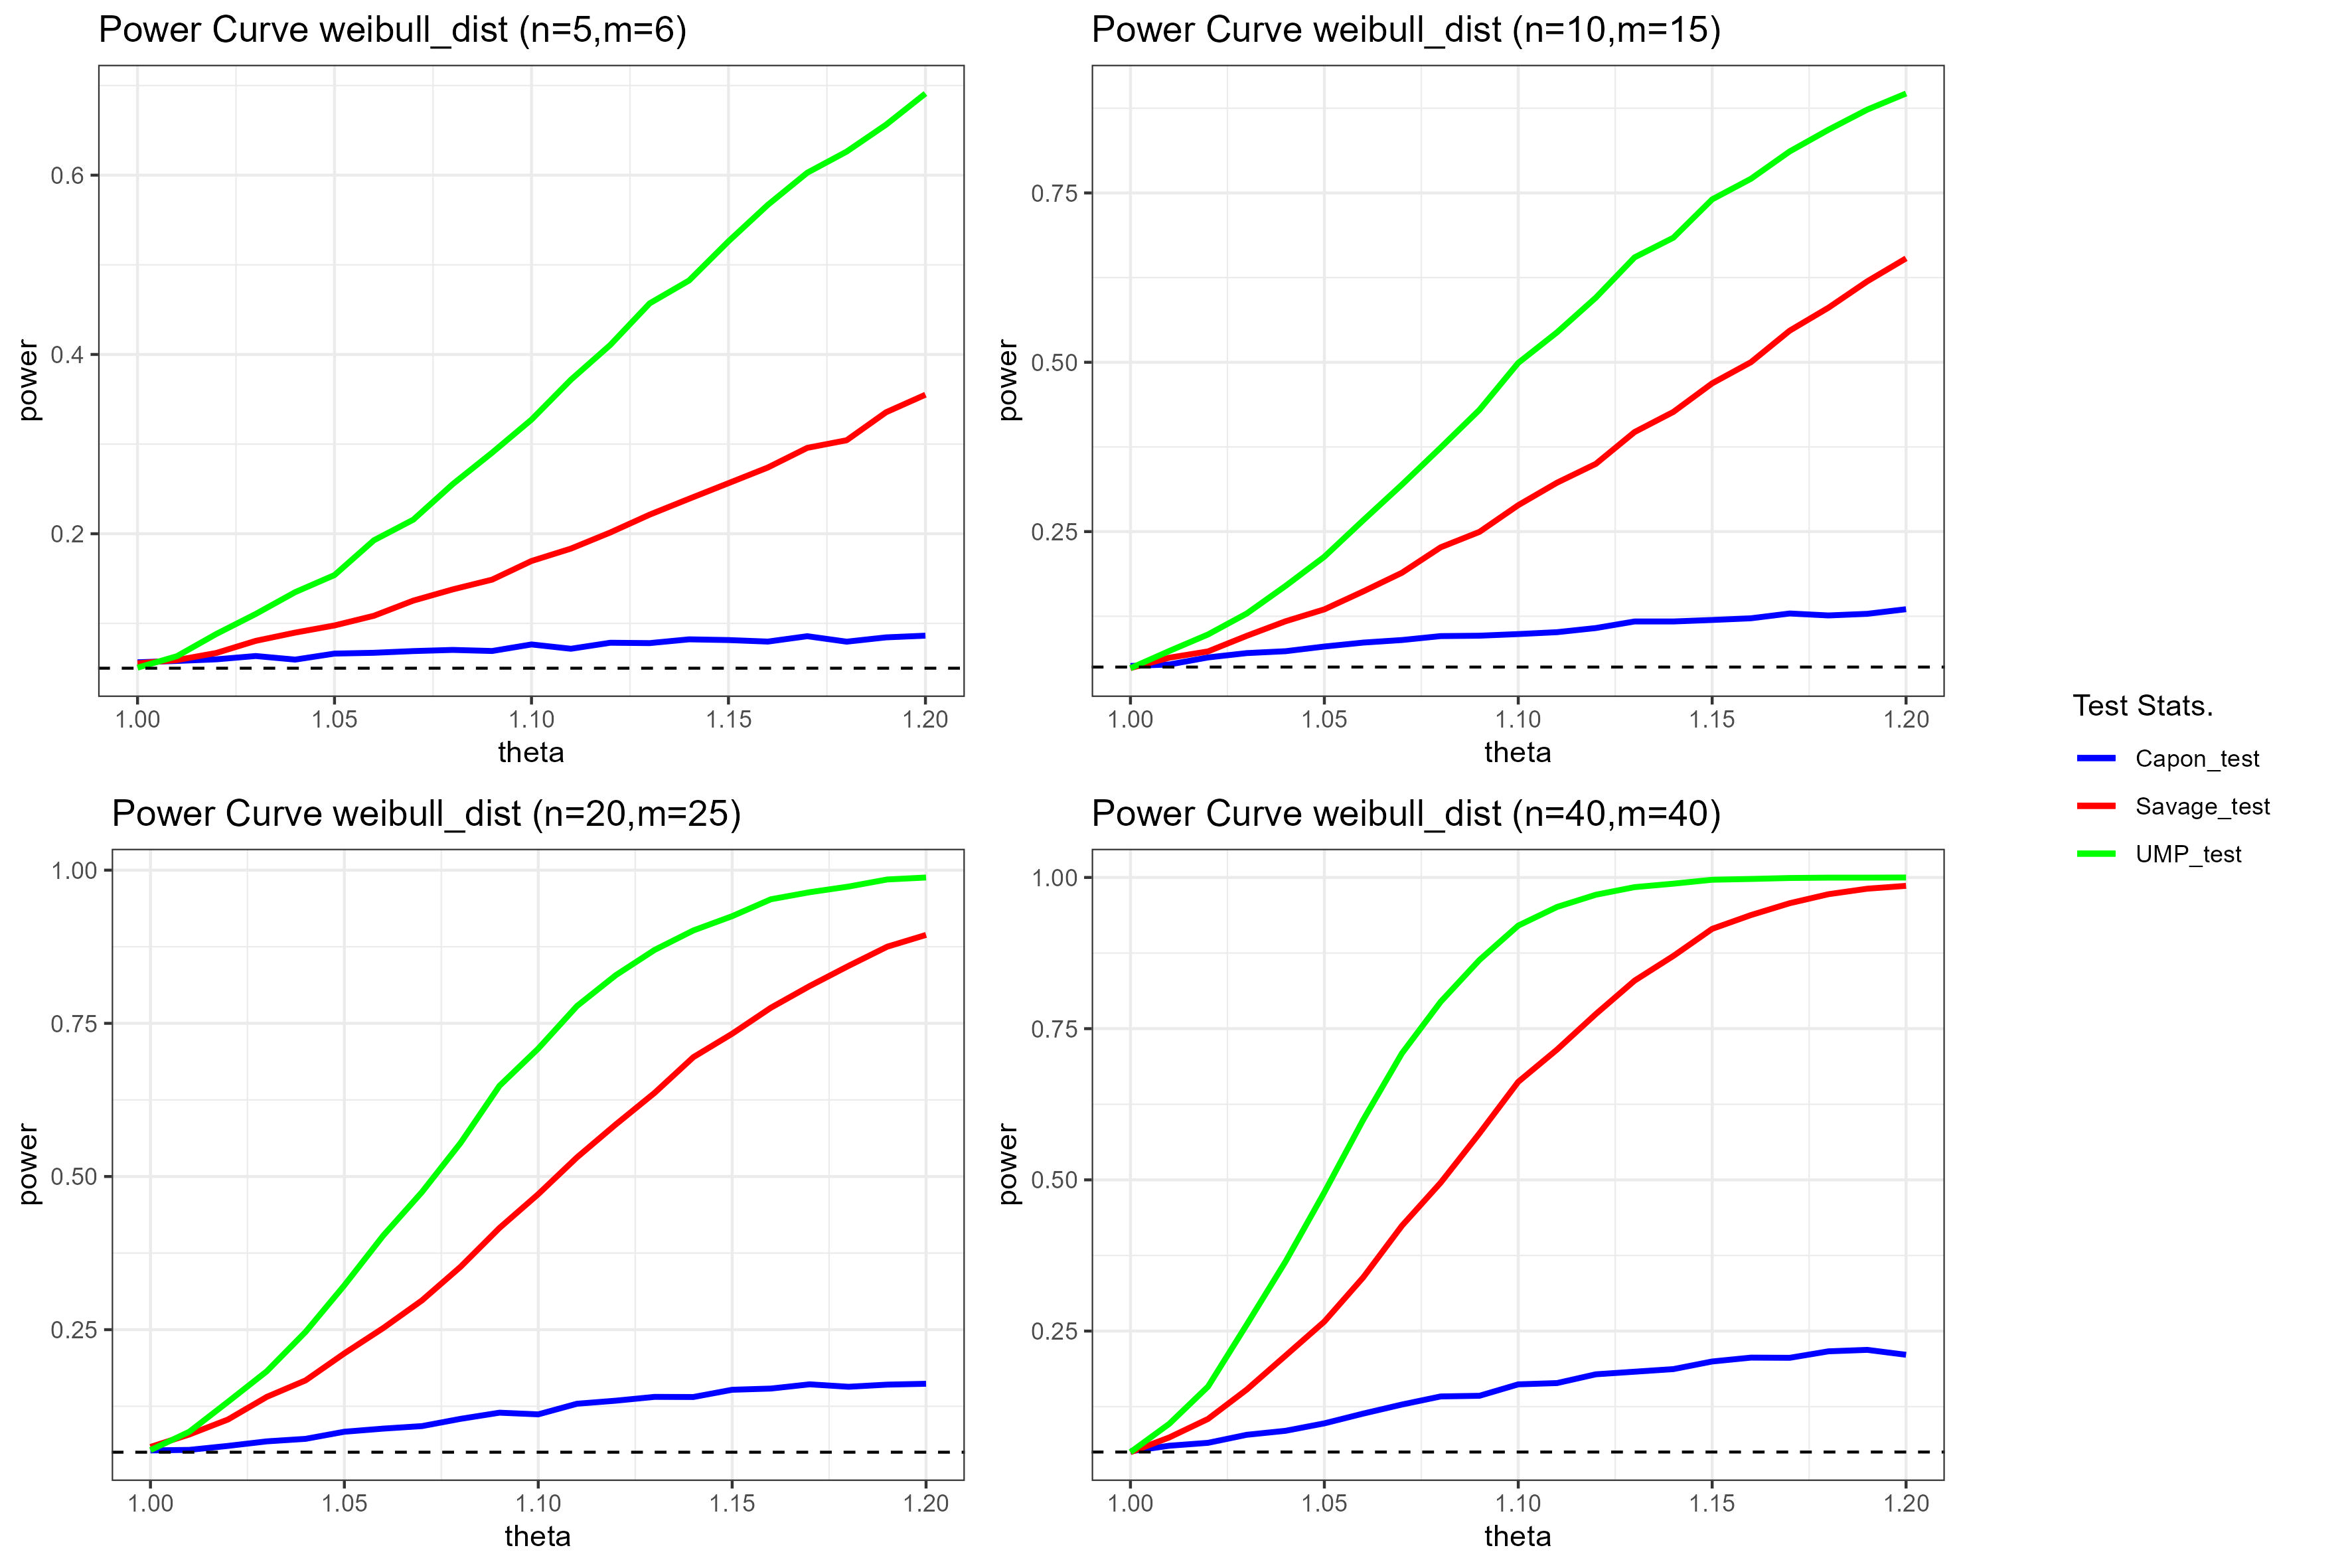 Power Curve weibull_dist (n=5,m=6)
power
0.6
0.4
0.2
1.00 1.05 1.10 1.15 1.20
theta
Power Curve weibull_dist (n=10,m=15)
power
0.75
0.50
0.25
1.00 1.05 1.10 1.15 1.20
theta
Power Curve weibull_dist (n=20,m=25)
power
1.00
0.75
0.50
0.25
1.00 1.05 1.10 1.15 1.20
theta
Power Curve weibull_dist (n=40,m=40)
power
1.00
0.75
0.50
0.25
1.00 1.05 1.10 1.15 1.20
theta
Test Stats.
Capon_test
Savage_test
UMP_test